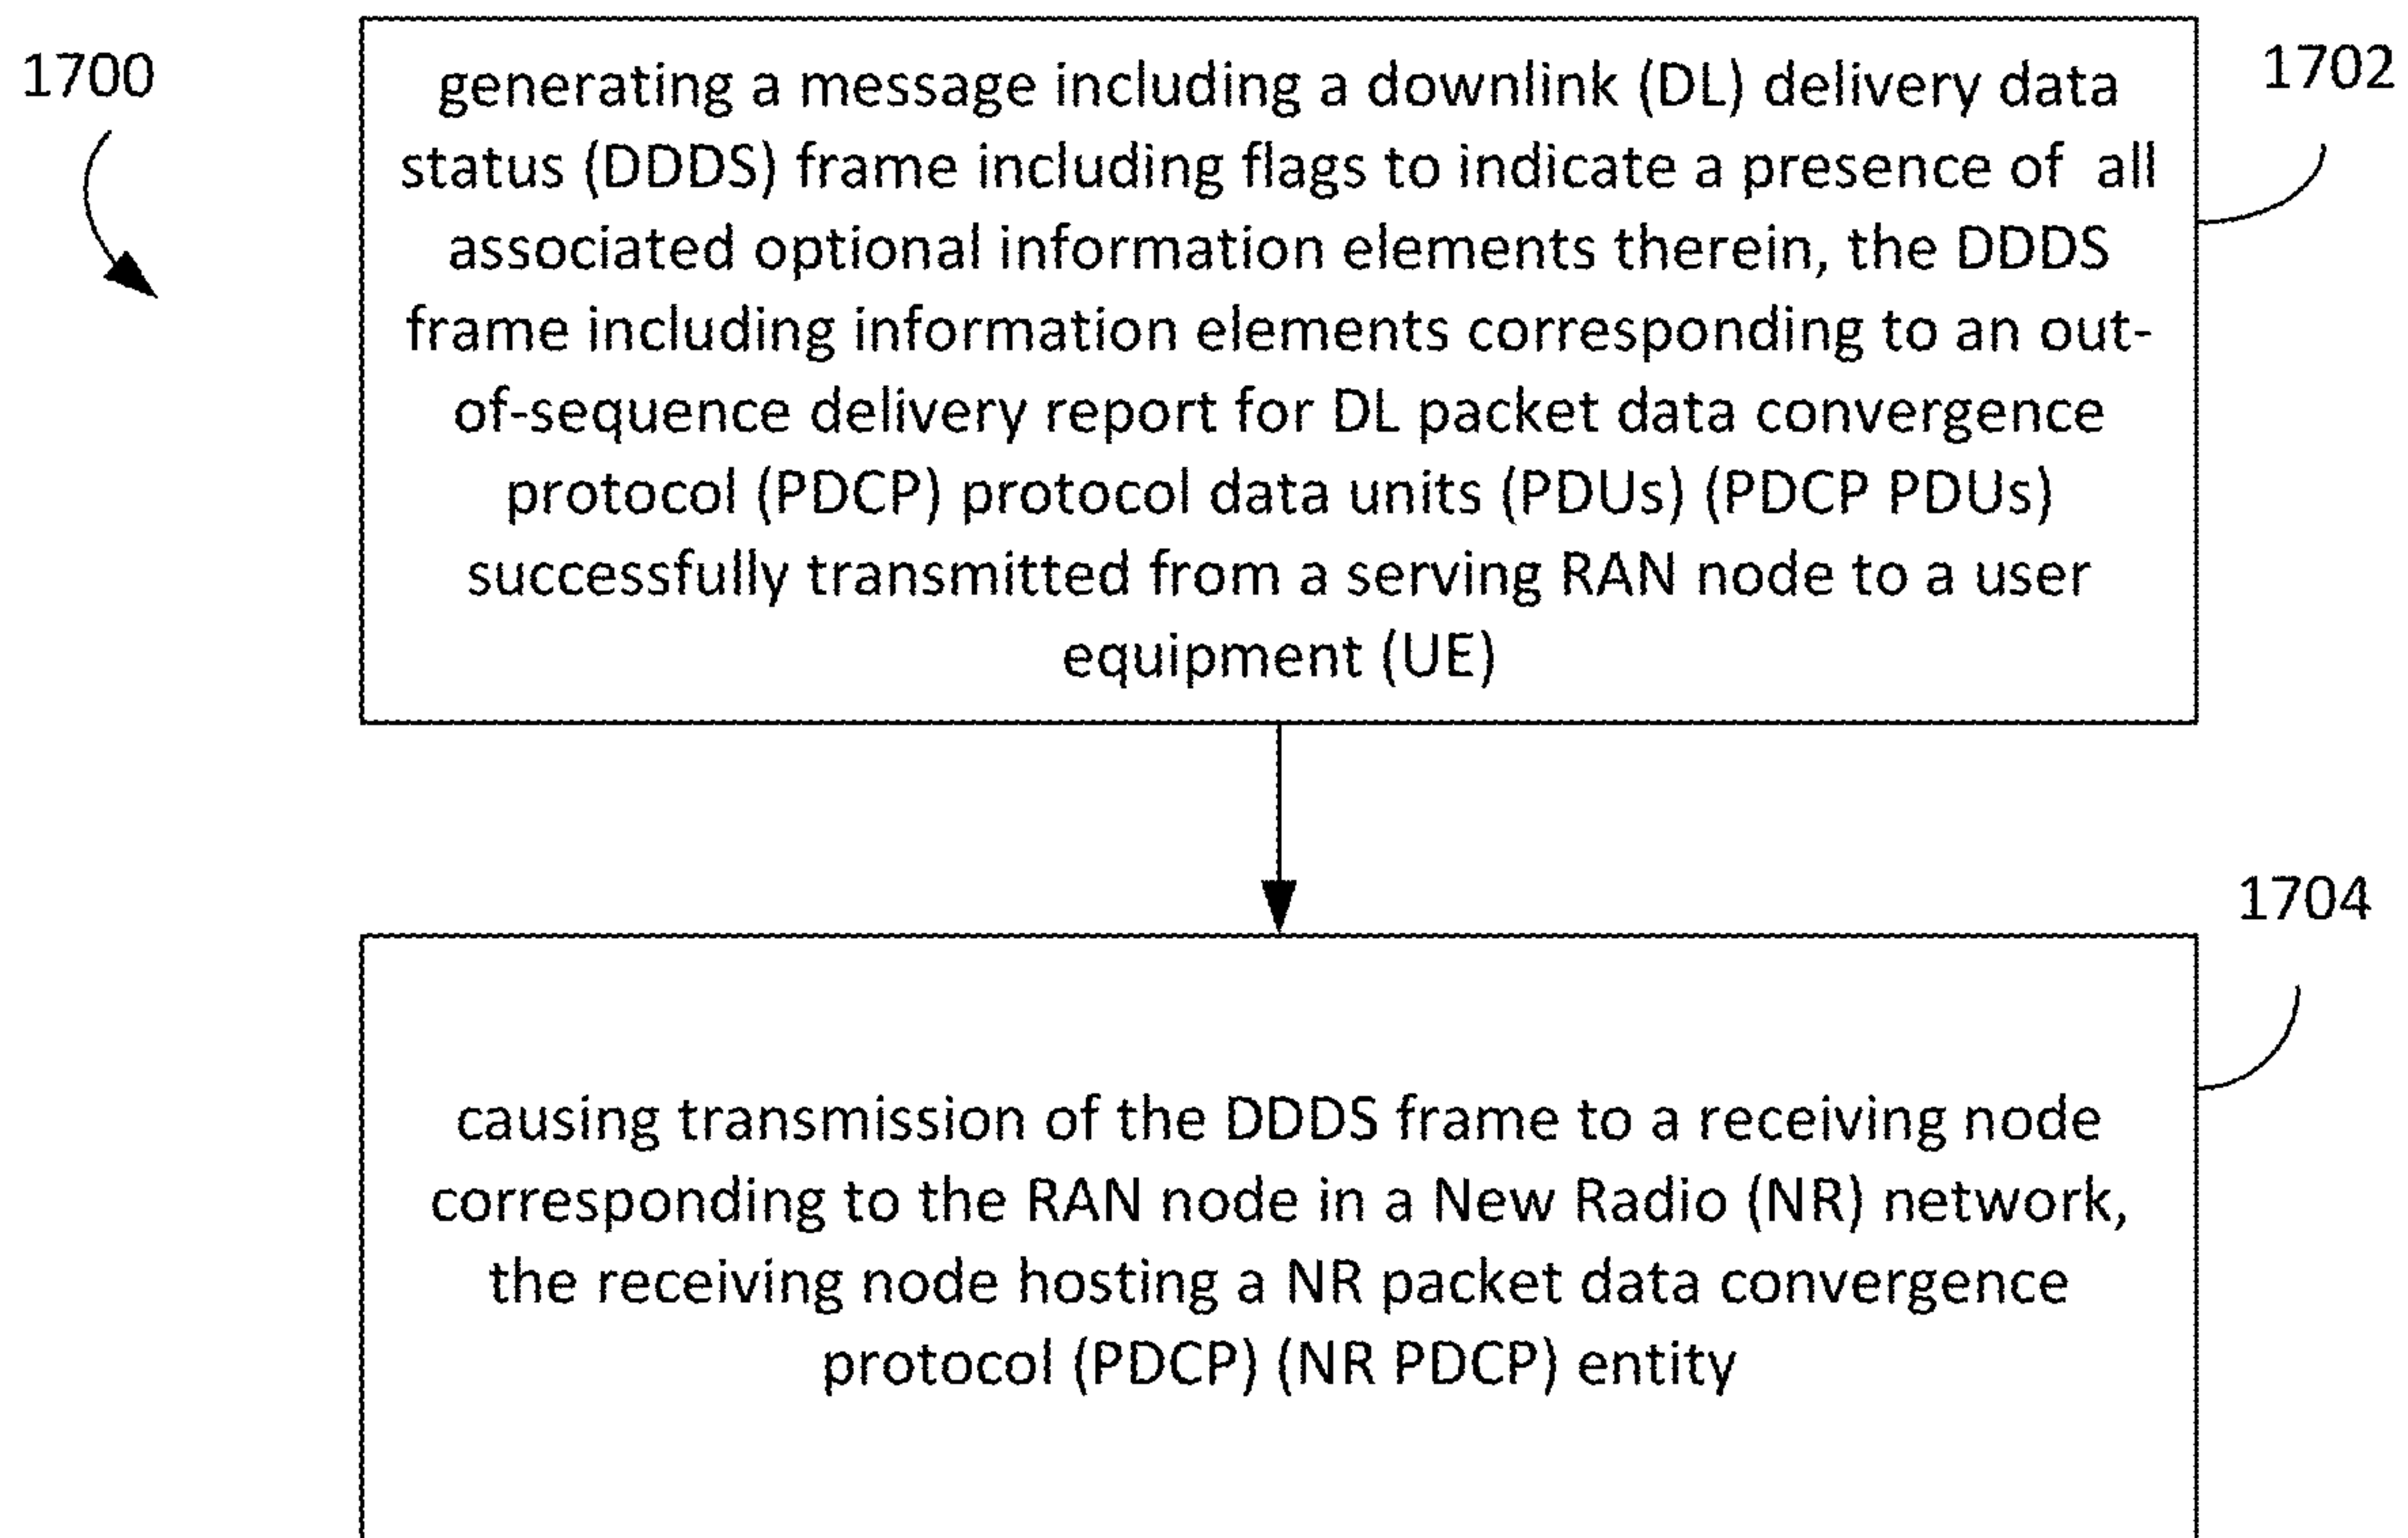 1700
generating a message including a downlink (DL) delivery data
status (DDDS) frame including flags to indicate a presence of all
associated optional information elements therein, the DDDS
frame including information elements corresponding to an out-
of-sequence delivery report for DL packet data convergence
protocol (PDCP) protocol data units (PDUs) (PDCP PDUs)
successfully transmitted from a serving RAN node to a user
equipment (UE)
1702
1704
causing transmission of the DDDS frame to a receiving node
corresponding to the RAN node in a New Radio (NR) network,
the receiving node hosting a NR packet data convergence
protocol (PDCP) (NR PDCP) entity